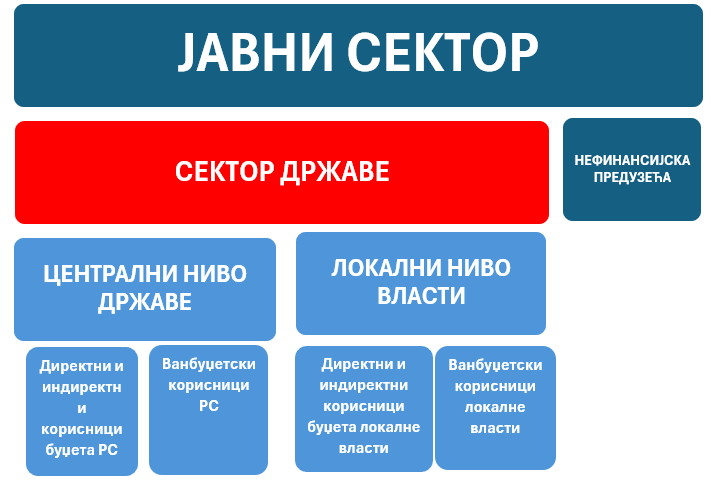 ЈАВНИ СЕКТОР
СЕКТОР ДРЖАВЕ
НЕФИНАНСИЈСКА
ПРЕДУЗЕЋА
ЦЕНТРАЛНИ НИВО
ДРЖАВЕ
ЛОКАЛНИ НИВО
ВЛАСТИ
Директни и
индиректн
и
корисници
буџета РС
Ванбуџетски
корисници
РС
Директни и
индиректни
корисници
буџета локалне
власти
Ванбуџетски
корисници
локалне
власти